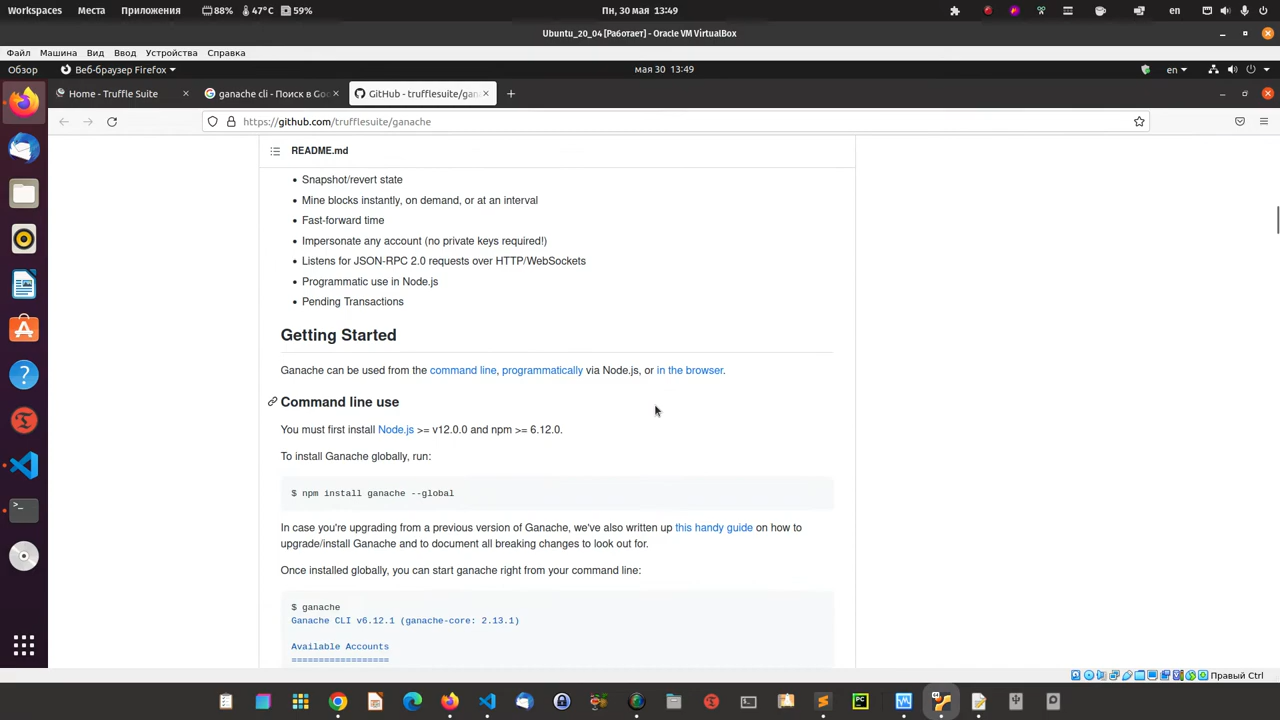 Workspaces Места Приложения 88% 47°C 59% Пн, 30 мая 13:49 en
Ubuntu_20_04 [Работает] - Oracle VM VirtualBox
Файл Машина Вид Ввод Устройства Справка
Обзор Веб-браузер Firefox мая 30 13:49 en
Home - Truffle Suite ganache cli - Поиск в Goo GitHub - trufflesuite/gan
https://github.com/trufflesuite/ganache
README.md
• Snapshot/revert state
• Mine blocks instantly, on demand, or at an interval
• Fast-forward time
• Impersonate any account (no private keys required!)
• Listens for JSON-RPC 2.0 requests over HTTP/WebSockets
• Programmatic use in Node.js
• Pending Transactions
Getting Started
Ganache can be used from the command line, programmatically via Node.js, or in the browser.
Command line use
You must first install Node.js >= v12.0.0 and npm >= 6.12.0.
To install Ganache globally, run:
$ npm install ganache --global
In case you're upgrading from a previous version of Ganache, we've also written up this handy guide on how to
upgrade/install Ganache and to document all breaking changes to look out for.
Once installed globally, you can start ganache right from your command line:
$ ganache
Ganache CLI v6.12.1 (ganache-core: 2.13.1)
Available Accounts
==================
Правый Ctrl